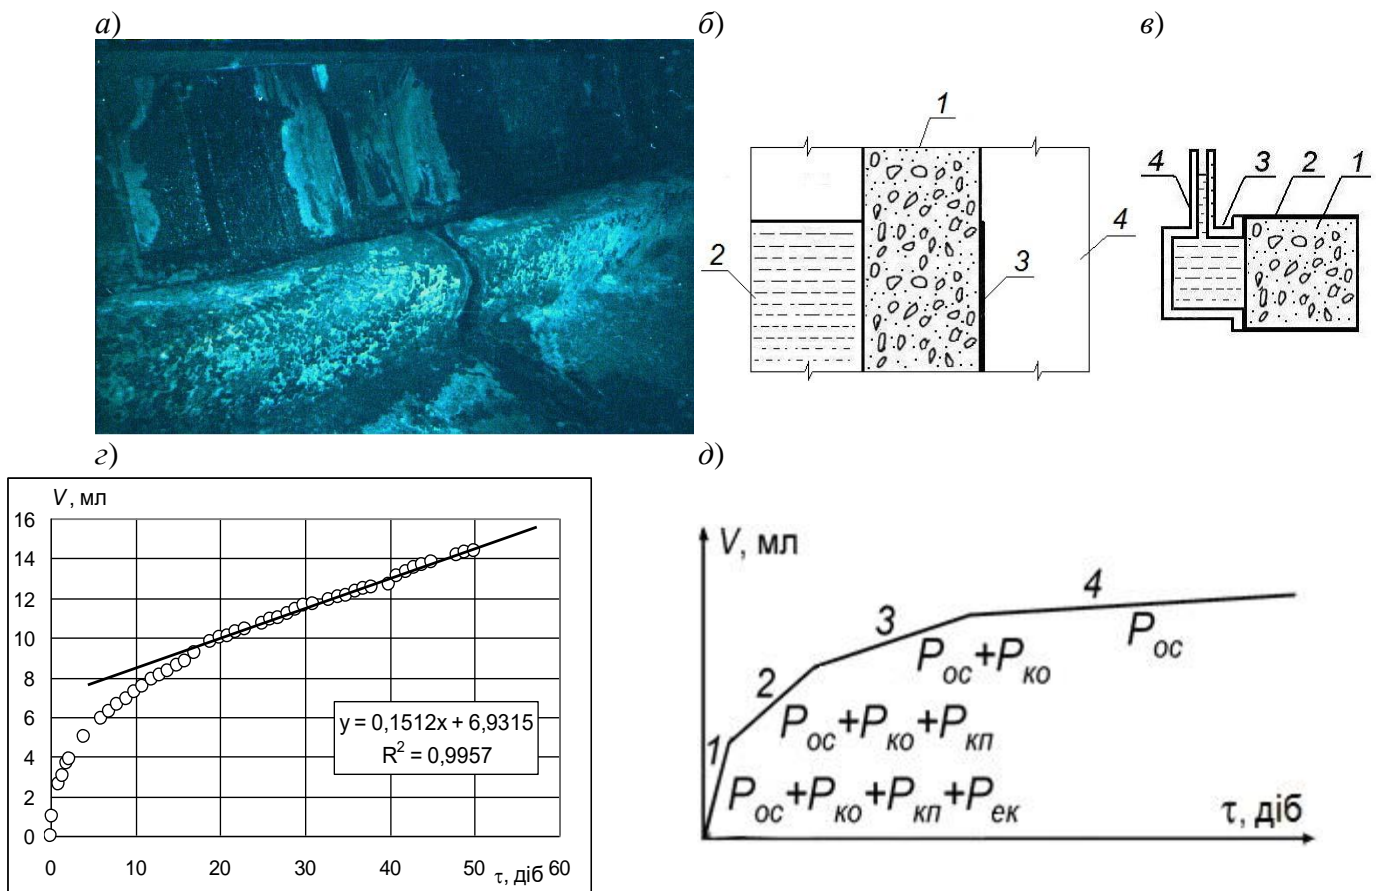 а)
б)
в)
1
2
3
4
4
3
2
1
г)
д)
V, мл
16
14
12
10
8
6
4
2
0
y = 0,1512x + 6,9315
R² = 0,9957
0 10 20 30 40 50 τ, діб 60
V, мл
1
2
3
4
Pос+Pко+Pкп+Pек
Pос+Pко+Pкп
Pос+Pко
Pос
τ, діб